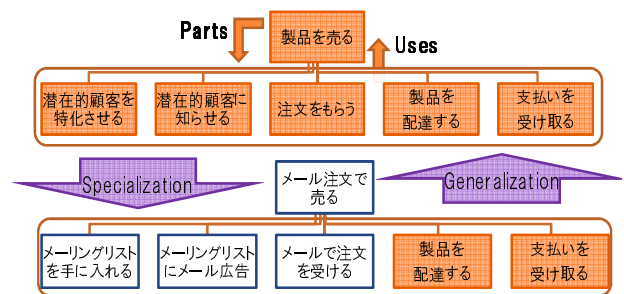 Parts
製品を売る
Uses
潜在的顧客を
特化させる
潜在的顧客に
知らせる
注文をもらう
製品を
配達する
支払いを
受け取る
Specialization
メール注文で
売る
Generalization
メーリングリスト
を手に入れる
メーリングリスト
にメール広告
メールで注文
を受ける
製品を
配達する
支払いを
受け取る